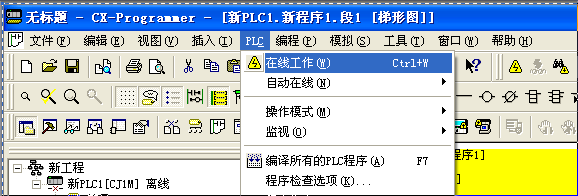 无标题 - CX-Programmer - [新PLC1.新程序1.段1 [梯形图]]
文件(F) 编辑(E) 视图(V) 插入(I) PLC 编程(P) 模拟(S) 工具(T) 窗口(W) 帮助(H)
在线工作(W) Ctrl+W
自动在线(N)
操作模式(M)
监视(O)
程序1]
编译所有的PLC程序(A) F7
新工程
新PLC1[CJ1M] 离线
程序检查选项(K)...